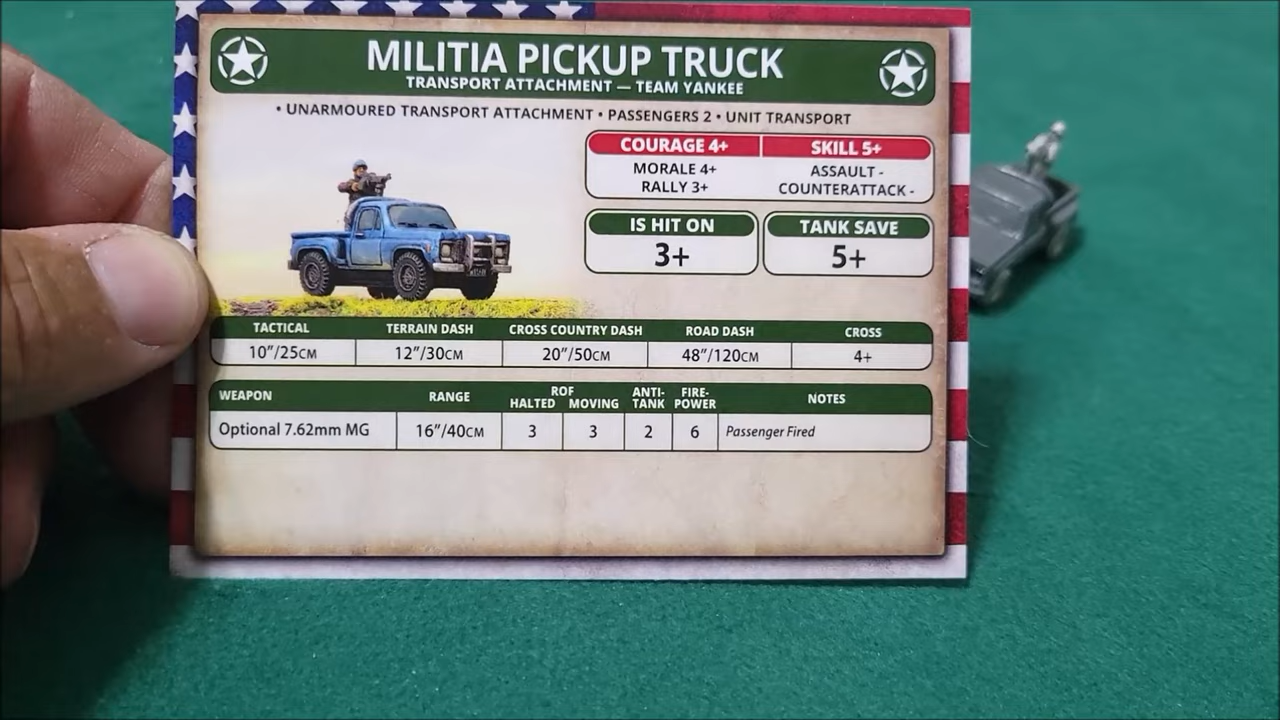 MILITIA PICKUP TRUCK
TRANSPORT ATTACHMENT — TEAM YANKEE
• UNARMOURED TRANSPORT ATTACHMENT • PASSENGERS 2 • UNIT TRANSPORT
COURAGE 4+ SKILL 5+
MORALE 4+ ASSAULT -
RALLY 3+ COUNTERATTACK -
IS HIT ON TANK SAVE
3+ 5+
TACTICAL TERRAIN DASH CROSS COUNTRY DASH ROAD DASH CROSS
10"/25CM 12"/30CM 20"/50CM 48"/120CM 4+
WEAPON RANGE ROF HALTED MOVING ANTI-TANK FIRE-POWER NOTES
Optional 7.62mm MG 16"/40CM 3 3 2 6 Passenger Fired